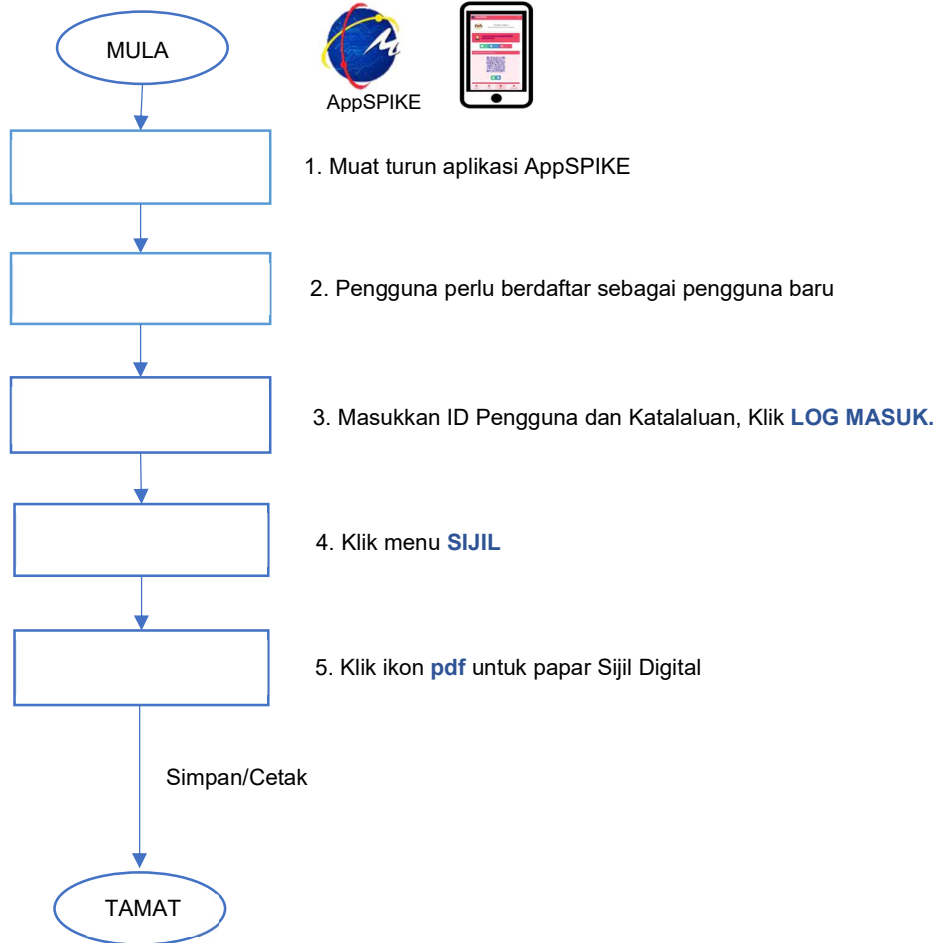 MULA
AppSPIKE
1. Muat turun aplikasi AppSPIKE
2. Pengguna perlu berdaftar sebagai pengguna baru
3. Masukkan ID Pengguna dan Katalaluan, Klik LOG MASUK.
4. Klik menu SIJIL
5. Klik ikon pdf untuk papar Sijil Digital
Simpan/Cetak
TAMAT